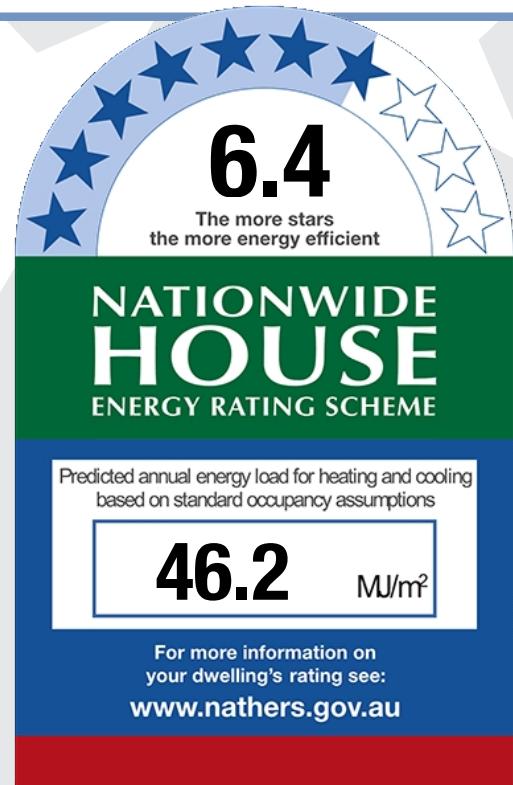 6.4
The more stars
the more energy efficient
NATIONWIDE
HOUSE
ENERGY RATING SCHEME
Predicted annual energy load for heating and cooling
based on standard occupancy assumptions
46.2 MJ/m²
For more information on
your dwelling's rating see:
www.nathers.gov.au